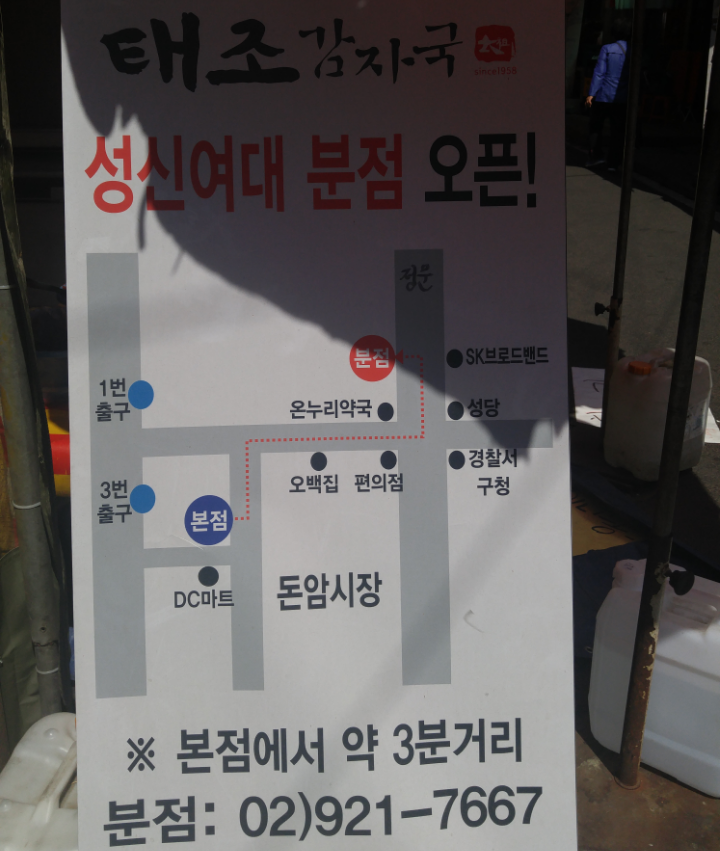 태조감자국
since1958
성신여대 분점 오픈!
정문
분점
SK브로드밴드
1번
출구
온누리약국
성당
오백집
편의점
경찰서
구청
3번
출구
본점
DC마트
돈암시장
※ 본점에서 약 3분거리
분점: 02)921-7667